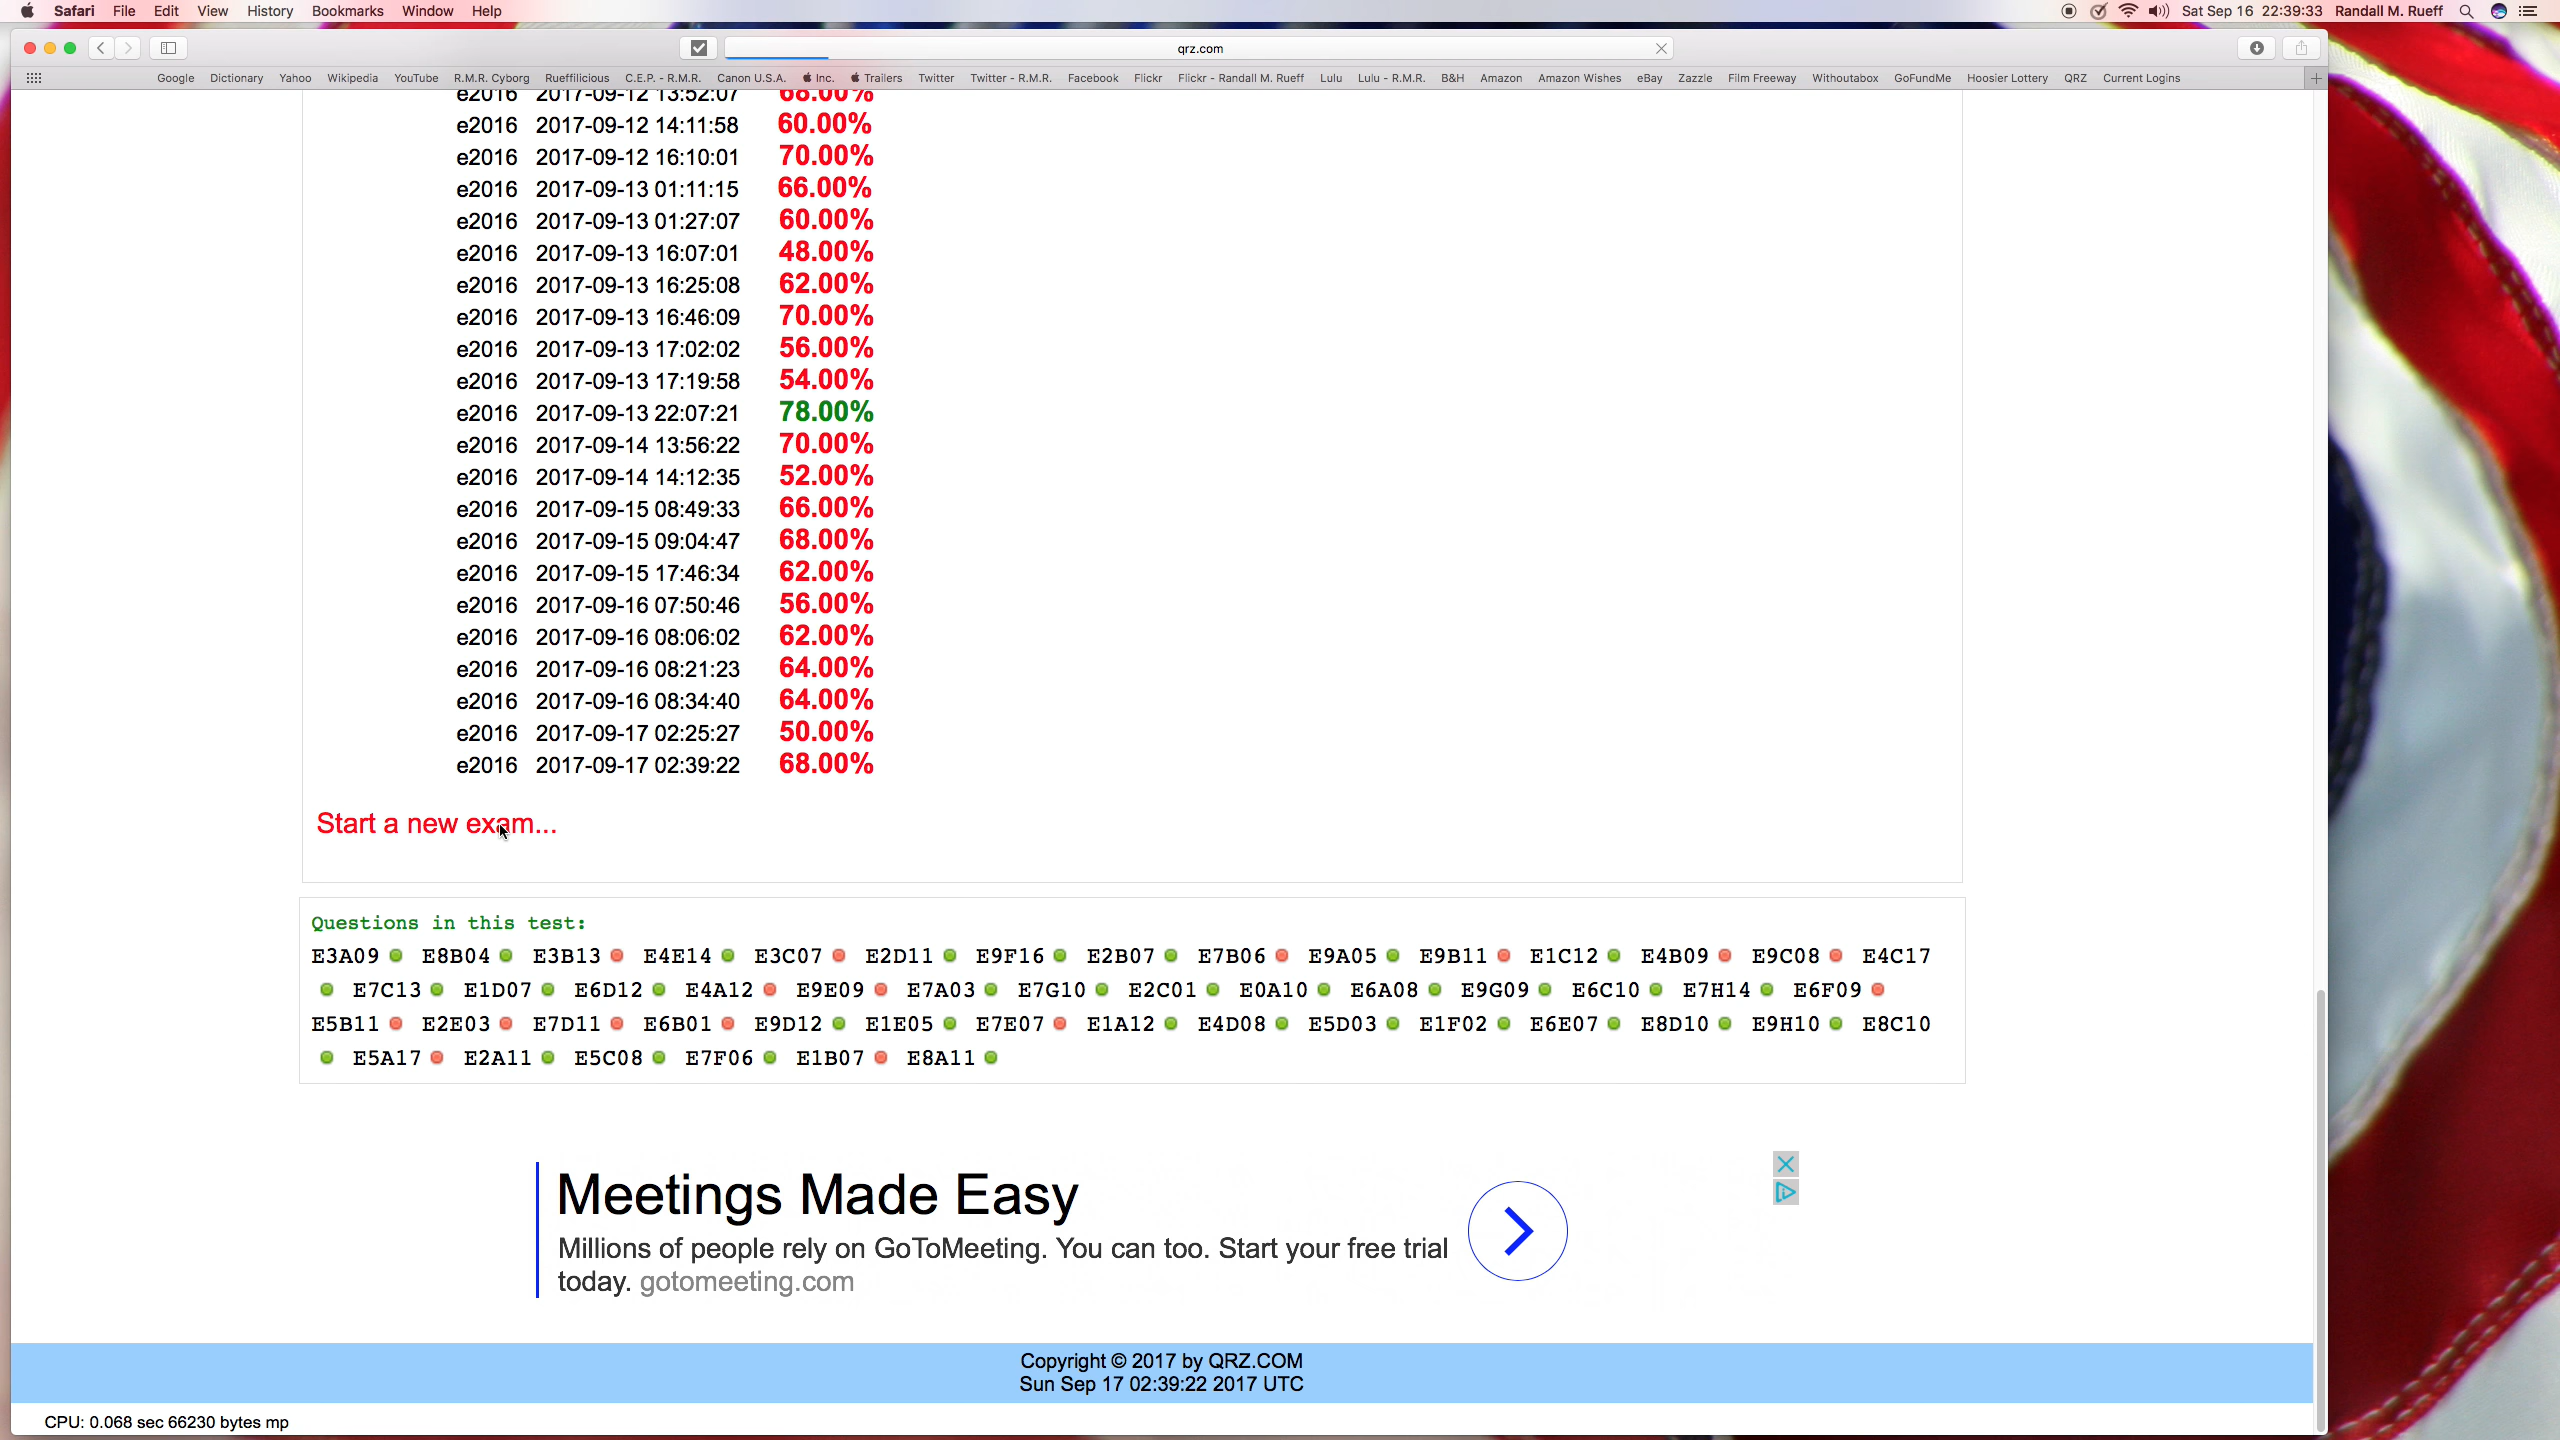 Safari File Edit View History Bookmarks Window Help Sat Sep 16 22:39:33 Randall M. Rueff
qrz.com
Google Dictionary Yahoo Wikipedia YouTube R.M.R. Cyborg Rueffilicious C.E.P. - R.M.R. Canon U.S.A. Inc. Trailers Twitter Twitter - R.M.R. Facebook Flickr Flickr - Randall M. Rueff Lulu Lulu - R.M.R. B&H Amazon Amazon Wishes eBay Zazzle Film Freeway Withoutabox GoFundMe Hoosier Lottery QRZ Current Logins
e2016 2017-09-12 13:52:07 68.00%
e2016 2017-09-12 14:11:58 60.00%
e2016 2017-09-12 16:10:01 70.00%
e2016 2017-09-13 01:11:15 66.00%
e2016 2017-09-13 01:27:07 60.00%
e2016 2017-09-13 16:07:01 48.00%
e2016 2017-09-13 16:25:08 62.00%
e2016 2017-09-13 16:46:09 70.00%
e2016 2017-09-13 17:02:02 56.00%
e2016 2017-09-13 17:19:58 54.00%
e2016 2017-09-13 22:07:21 78.00%
e2016 2017-09-14 13:56:22 70.00%
e2016 2017-09-14 14:12:35 52.00%
e2016 2017-09-15 08:49:33 66.00%
e2016 2017-09-15 09:04:47 68.00%
e2016 2017-09-15 17:46:34 62.00%
e2016 2017-09-16 07:50:46 56.00%
e2016 2017-09-16 08:06:02 62.00%
e2016 2017-09-16 08:21:23 64.00%
e2016 2017-09-16 08:34:40 64.00%
e2016 2017-09-17 02:25:27 50.00%
e2016 2017-09-17 02:39:22 68.00%
Start a new exam...
Questions in this test:
E3A09 E8B04 E3B13 E4E14 E3C07 E2D11 E9F16 E2B07 E7B06 E9A05 E9B11 E1C12 E4B09 E9C08 E4C17
E7C13 E1D07 E6D12 E4A12 E9E09 E7A03 E7G10 E2C01 E0A10 E6A08 E9G09 E6C10 E7H14 E6F09
E5B11 E2E03 E7D11 E6B01 E9D12 E1E05 E7E07 E1A12 E4D08 E5D03 E1F02 E6E07 E8D10 E9H10 E8C10
E5A17 E2A11 E5C08 E7F06 E1B07 E8A11
Meetings Made Easy
Millions of people rely on GoToMeeting. You can too. Start your free trial
today. gotomeeting.com
Copyright © 2017 by QRZ.COM
Sun Sep 17 02:39:22 2017 UTC
CPU: 0.068 sec 66230 bytes mp